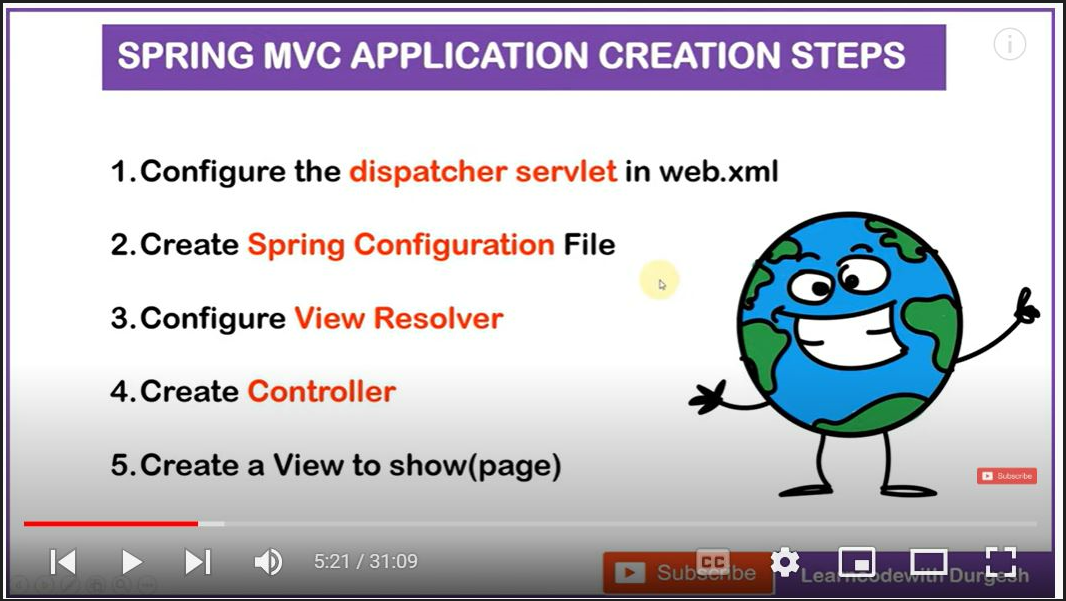 SPRING MVC APPLICATION CREATION STEPS
1.Configure the dispatcher servlet in web.xml
2.Create Spring Configuration File
3.Configure View Resolver
4.Create Controller
5.Create a View to show(page)
Subscribe
5:21 / 31:09
Subscribe
CC
LearncodewithDurgesh